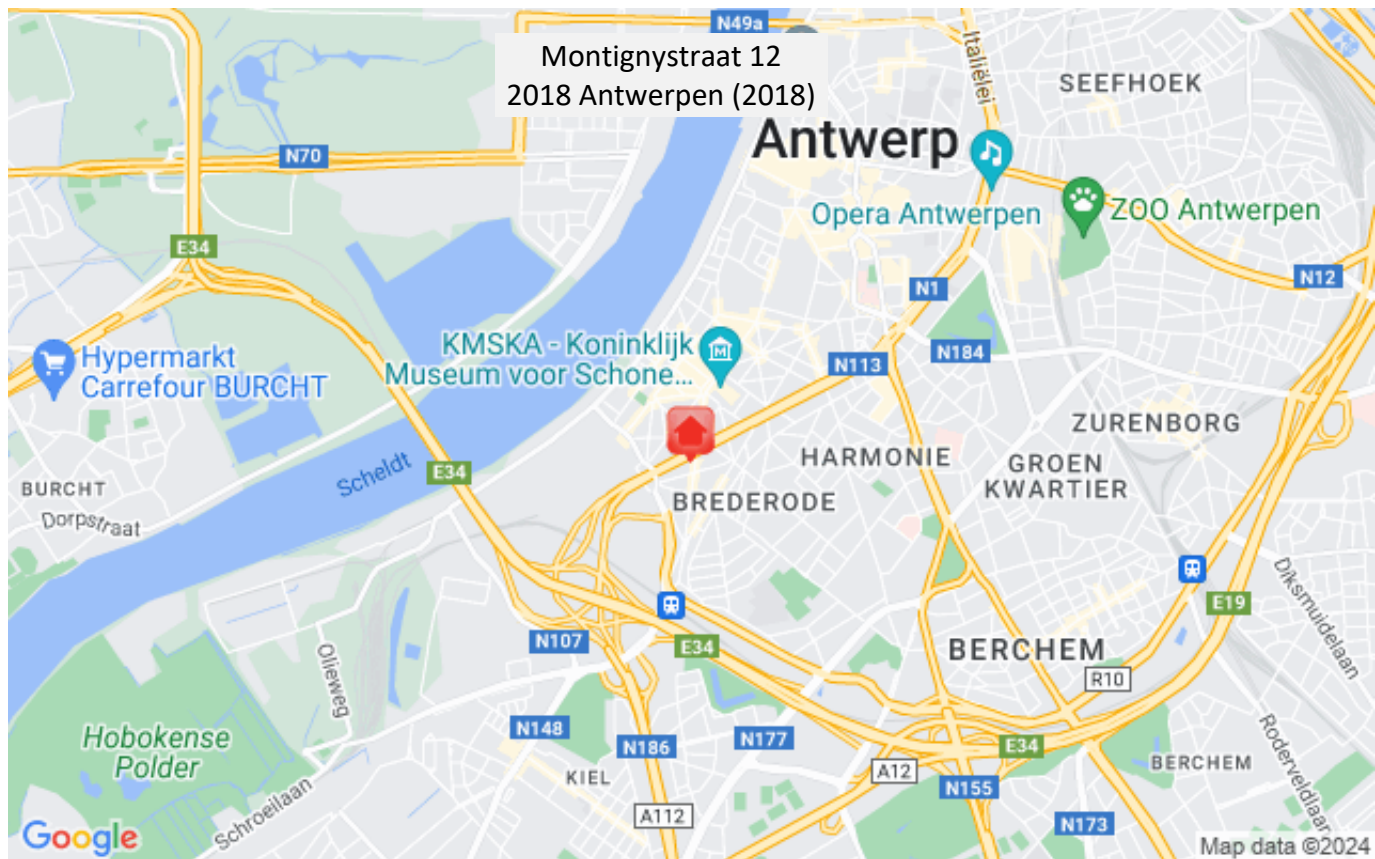 N49a
Montignystraat 12
2018 Antwerpen (2018)
Italiëlei
SEEFHOEK
Antwerp
N70
Opera Antwerpen
ZOO Antwerpen
E34
N12
N1
KMSKA - Koninklijk
Museum voor Schone...
N113
N184
Hypermarkt
Carrefour BURCHT
ZURENBORG
HARMONIE
GROEN
KWARTIER
Scheldt
E34
BURCHT
Dorpstraat
BREDERODE
Diksmuidelaan
E19
N107
E34
BERCHEM
R10
Olieweg
Hobokense
Polder
N148
N186
N177
E34
Roderveldlaan
BERCHEM
KIEL
A12
N155
Schroeilaan
A112
N173
Google
Map data ©2024